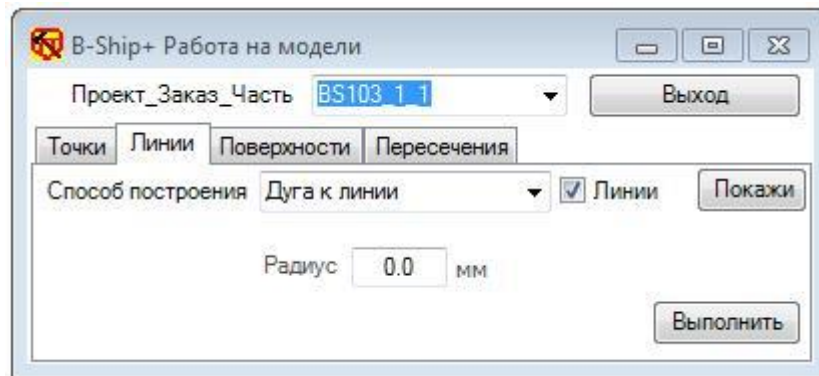 B-Ship+ Работа на модели
Проект_Заказ_Часть BS103_1_1 Выход
Точки Линии Поверхности Пересечения
Способ построения Дуга к линии Линии Покажи
Радиус 0.0 мм
Выполнить